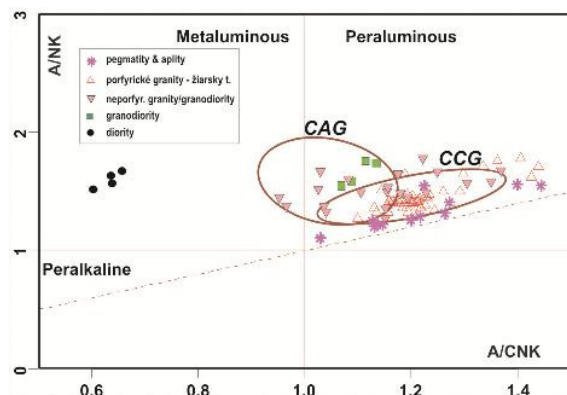 A/NK
Metaluminous
Peraluminous
pegmatity & aplity
porfyrické granity - žiarsky t.
neporfyr. granity/granodiority
granodiority
diority
CAG
CCG
Peralkaline
A/CNK
3
2
1
0
0.6
0.8
1.0
1.2
1.4